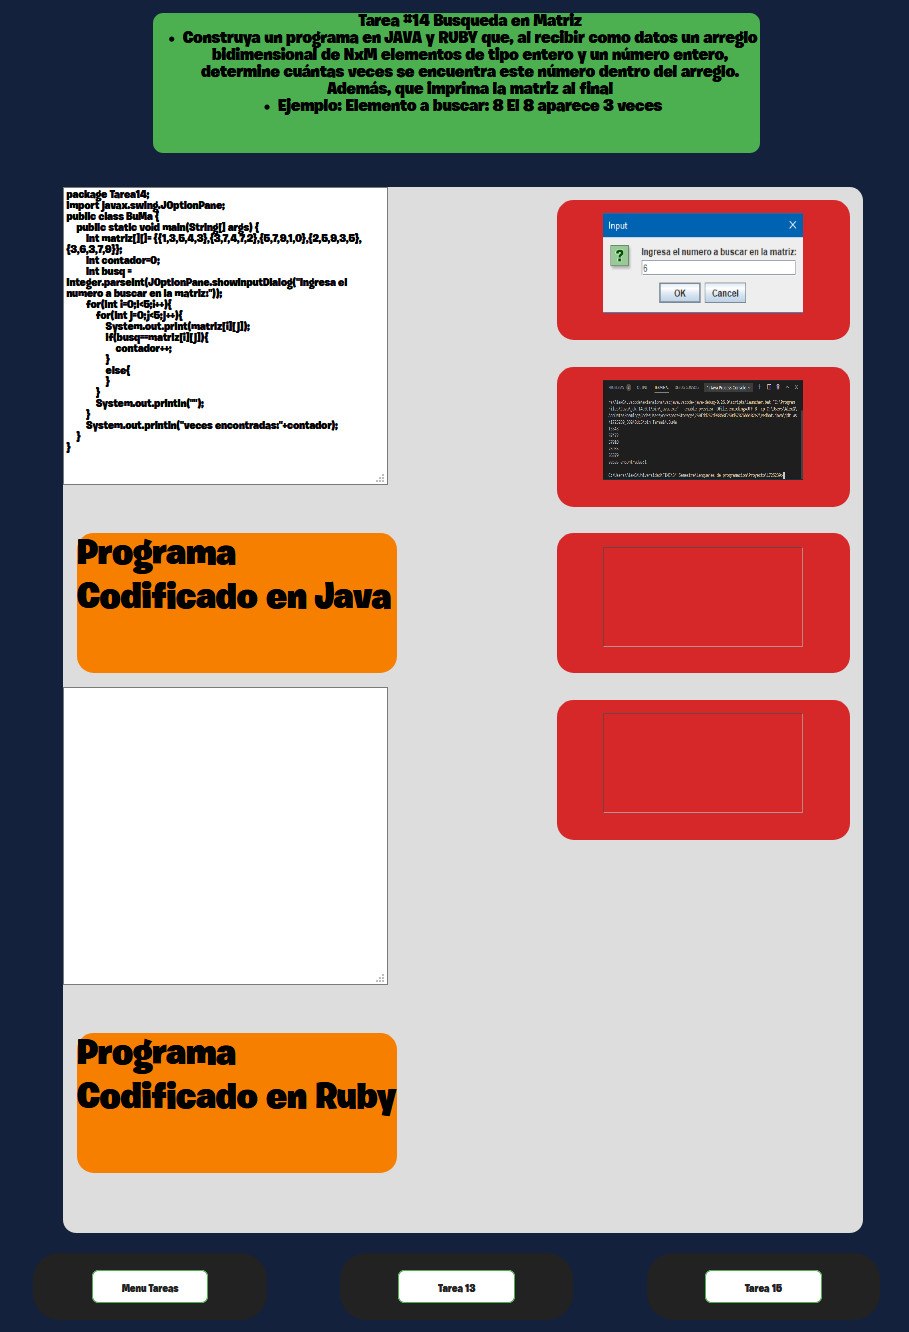 Tarea #14 Busqueda en Matriz
• Construya un programa en JAVA y RUBY que, al recibir como datos un arreglo
bidimensional de NxM elementos de tipo entero y un número entero,
determine cuántas veces se encuentra este número dentro del arreglo.
Además, que imprima la matriz al final
• Ejemplo: Elemento a buscar: 8 El 8 aparece 3 veces
package Tarea14;
import javax.swing.JOptionPane;
public class BuMa {
public static void main(String[] args) {
int matriz[][]= {{1,3,5,4,3},{3,7,4,7,2},{5,7,9,1,0},{2,5,9,3,5},
{3,6,3,7,9}};
int contador=0;
int busq =
Integer.parseInt(JOptionPane.showInputDialog("Ingresa el
numero a buscar en la matriz:"));
for(int i=0;i<5;i++){
for(int j=0;j<5;j++){
System.out.print(matriz[i][j]);
if(busq==matriz[i][j]){
contador++;
}
else{
}
}
System.out.println("");
}
System.out.println("veces encontradas:"+contador);
}
}
Input
Ingresa el numero a buscar en la matriz:
6
OK
Cancel
Programa
Codificado en Java
Programa
Codificado en Ruby
Menu Tareas
Tarea 13
Tarea 15